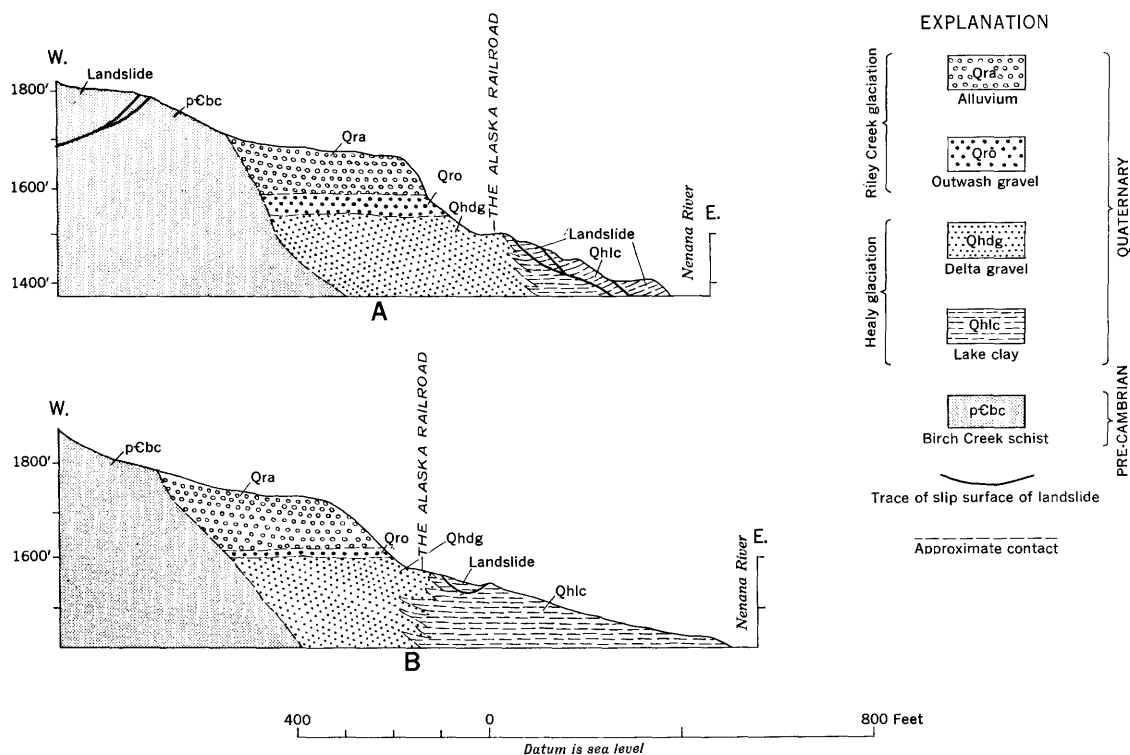 W.
Landslide
1800'
p-Єbc
Qra
Qro
THE ALASKA RAILROAD
1600'
Qhdg
Landslide
Qhlc
Nenana River
E.
1400'
A
W.
p-Єbc
1800'
Qra
Qro
THE ALASKA RAILROAD
Qhdg
Landslide
1600'
Qhlc
Nenana River
E.
B
EXPLANATION
Qra
Alluvium
Riley Creek glaciation
Qro
Outwash gravel
Qhdg
Delta gravel
Healy glaciation
Qhlc
Lake clay
QUATERNARY
p-Єbc
Birch Creek schist
PRE-CAMBRIAN
Trace of slip surface of landslide
Approximate contact
400 0 800 Feet
Datum is sea level